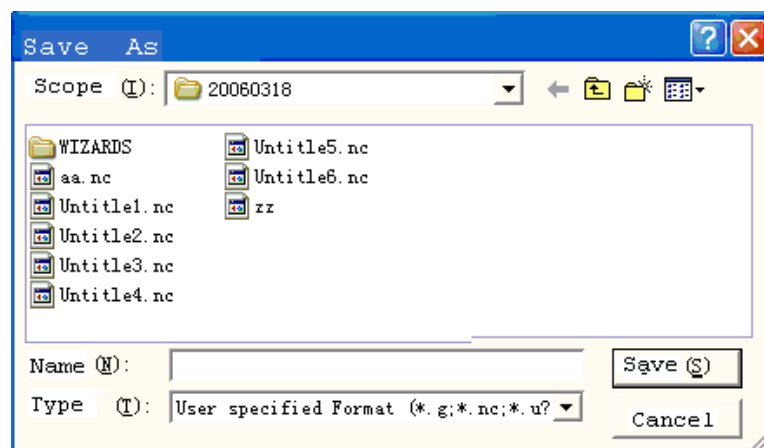 Save As
Scope (I): 20060318
WIZARDS
aa.nc
Untitle1.nc
Untitle2.nc
Untitle3.nc
Untitle4.nc
Untitle5.nc
Untitle6.nc
zz
Name (N):
Save (S)
Type (T): User specified Format (*.g;*.nc;*.u?
Cancel